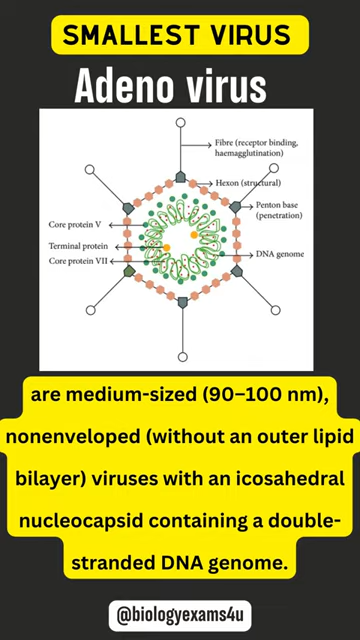 SMALLEST VIRUS
Adeno virus
Fibre (receptor binding,
haemagglutination)
Hexon (structural)
Penton base
(penetration)
Core protein V
Terminal protein
Core protein VII
DNA genome
are medium-sized (90–100 nm),
nonenveloped (without an outer lipid
bilayer) viruses with an icosahedral
nucleocapsid containing a double-
stranded DNA genome.
@biologyexams4u